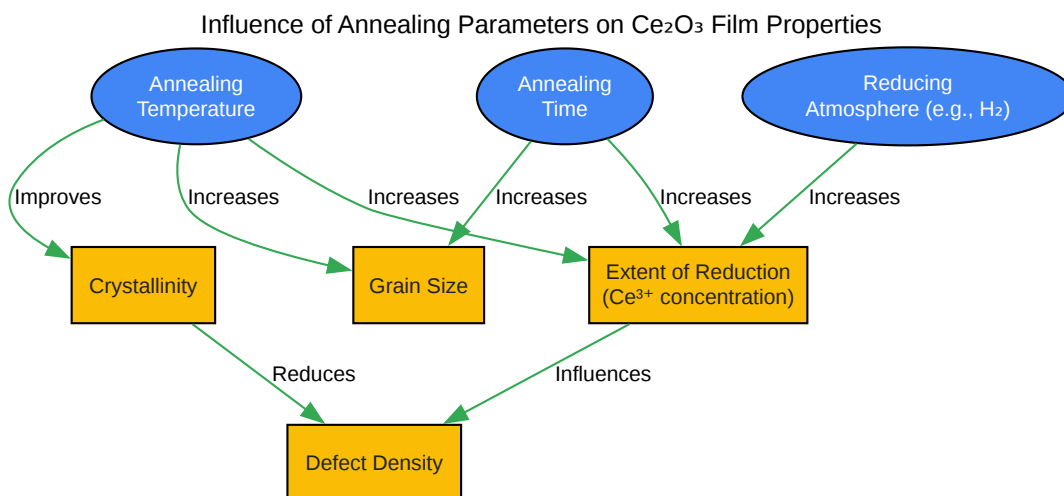 Influence of Annealing Parameters on Ce₂O₃ Film Properties
Annealing
Temperature
Annealing
Time
Reducing
Atmosphere (e.g., H₂)
Improves
Increases
Increases
Increases
Increases
Increases
Crystallinity
Grain Size
Extent of Reduction
(Ce³⁺ concentration)
Reduces
Influences
Defect Density